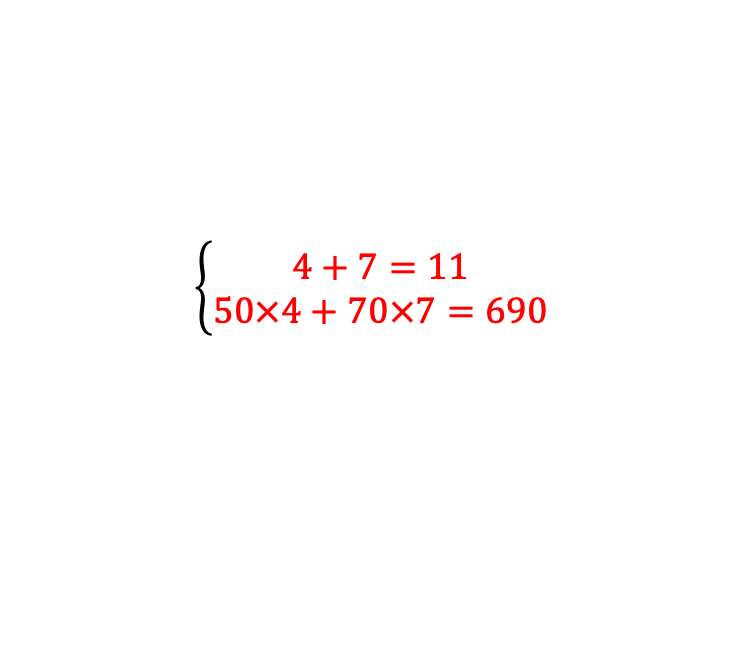 4 + 7 = 11
50×4 + 70×7 = 690